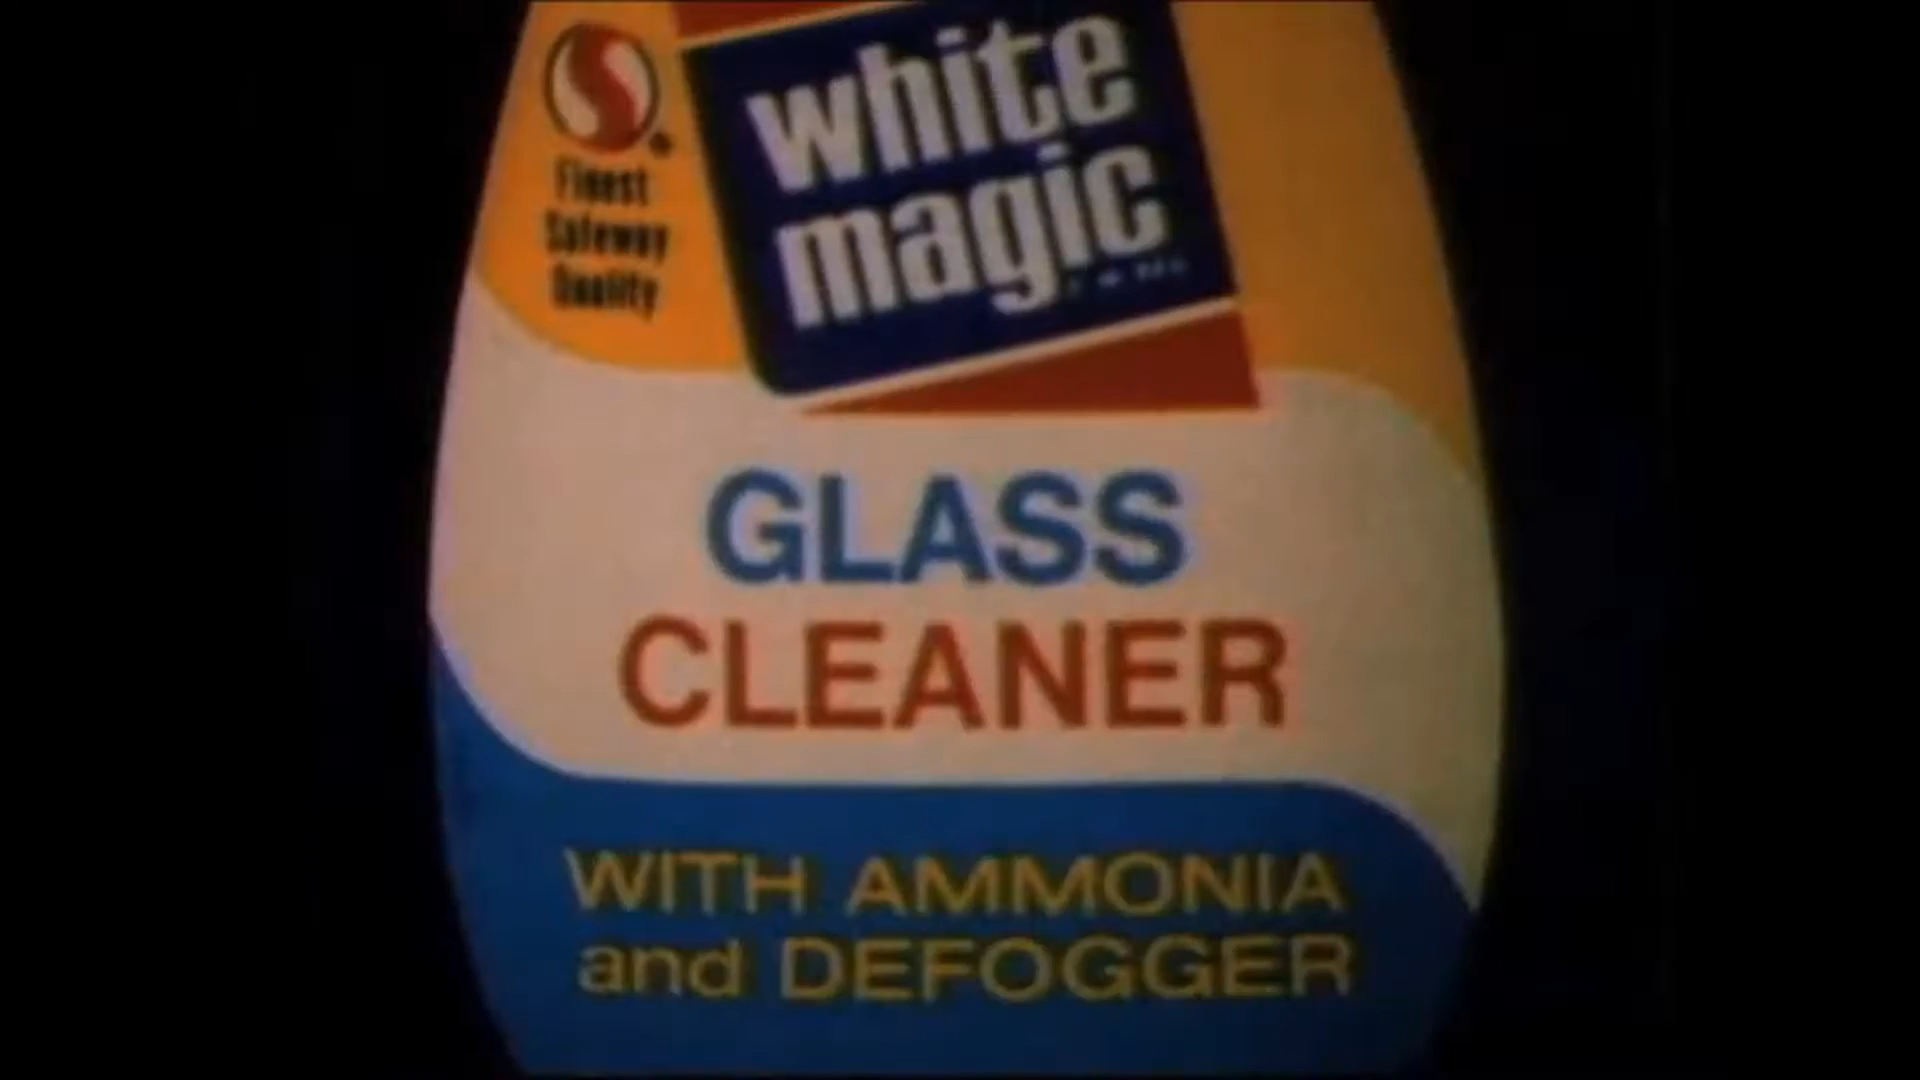 Finest
Safeway
Quality
white
magic
GLASS
CLEANER
WITH AMMONIA
and DEFOGGER